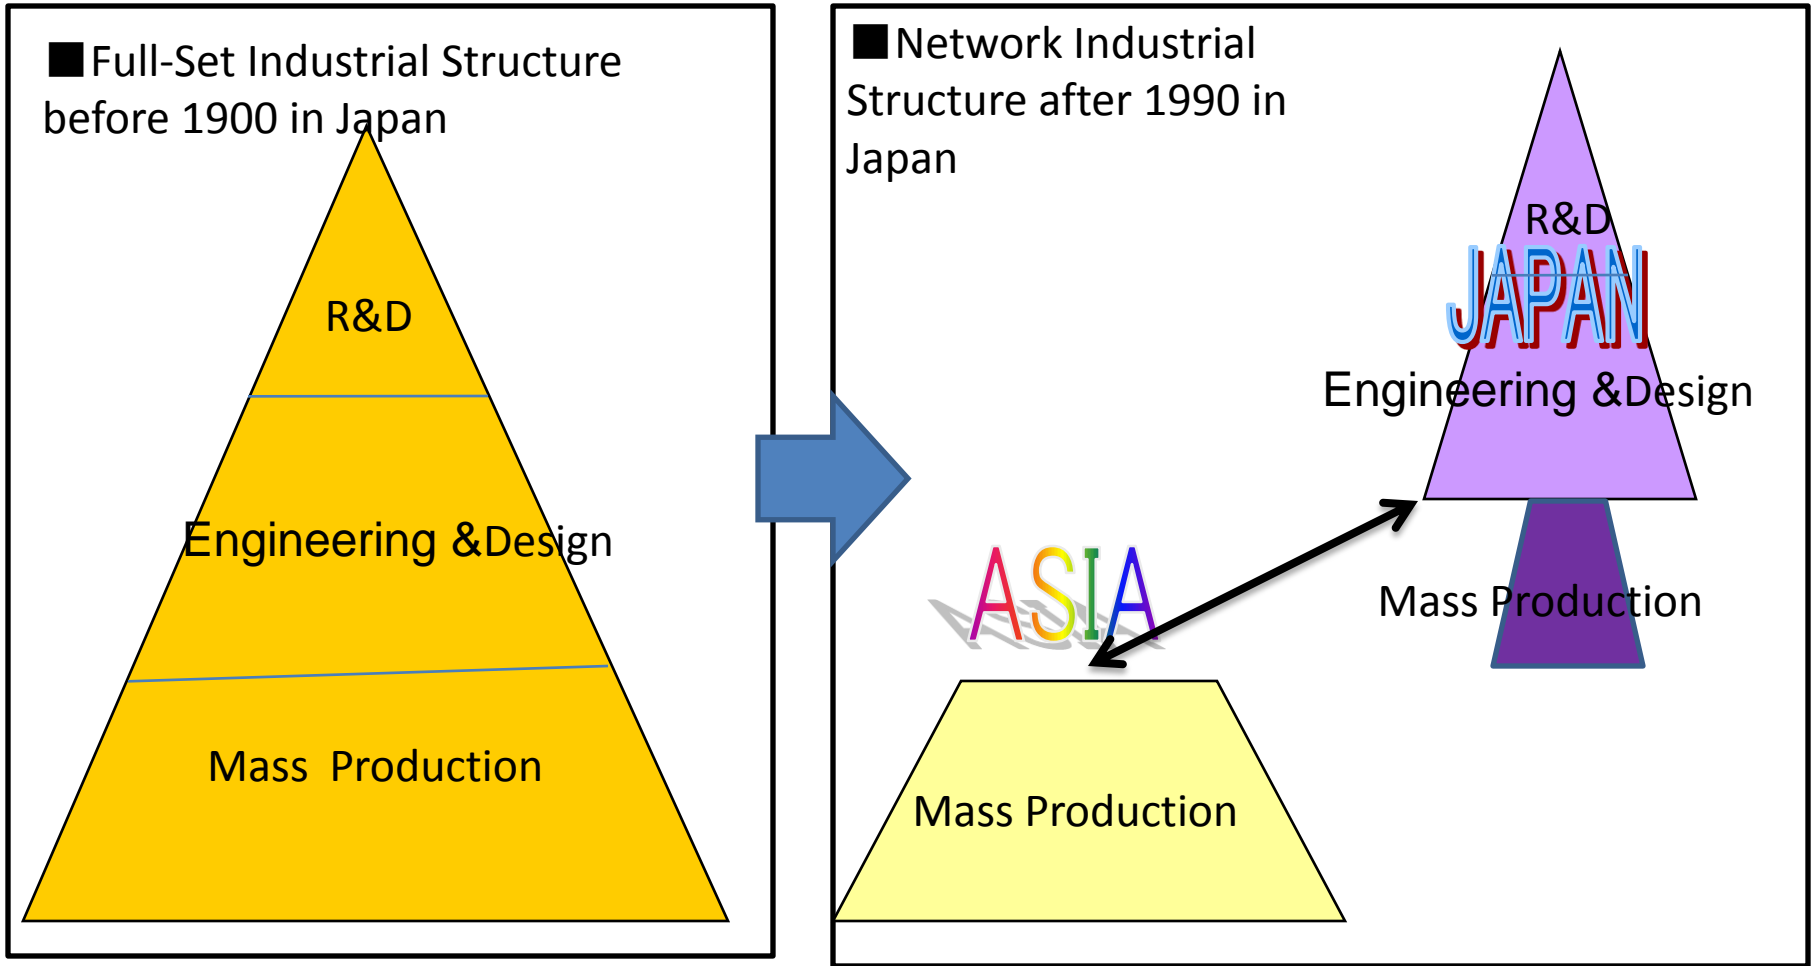 ■Full-Set Industrial Structure
before 1900 in Japan
R&D
Engineering &Design
Mass Production
■Network Industrial
Structure after 1990 in
Japan
R&D
JAPAN
Engineering &Design
Mass Production
ASIA
Mass Production